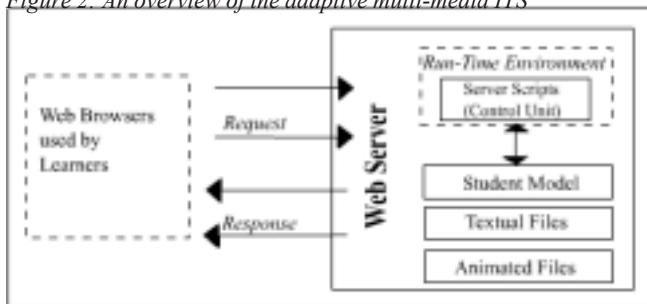 Figure 2: An overview of the adaptive multi-media ITS
Run-Time Environment
Server Scripts
(Control Unit)
Web Browsers
used by
Learners
Request
Response
Web Server
Student Model
Textual Files
Animated Files